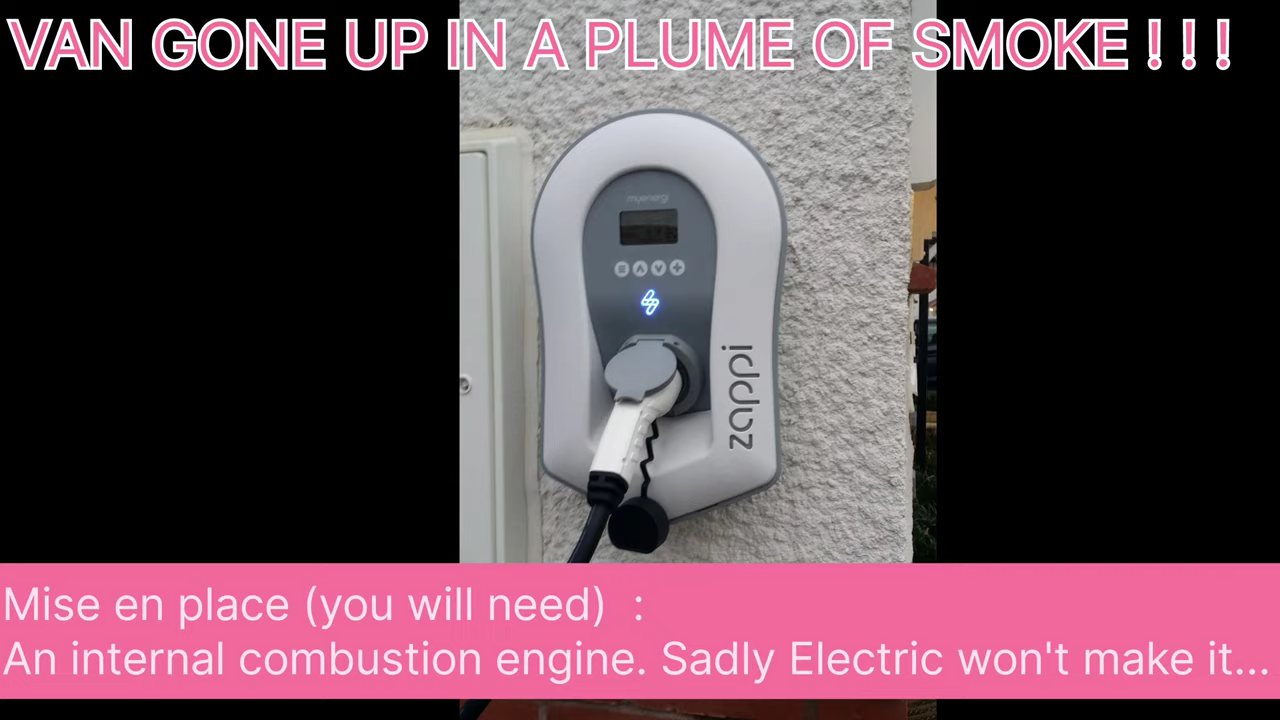 VAN GONE UP IN A PLUME OF SMOKE ! ! !
myenergi
zappi
Mise en place (you will need) :
An internal combustion engine. Sadly Electric won't make it...